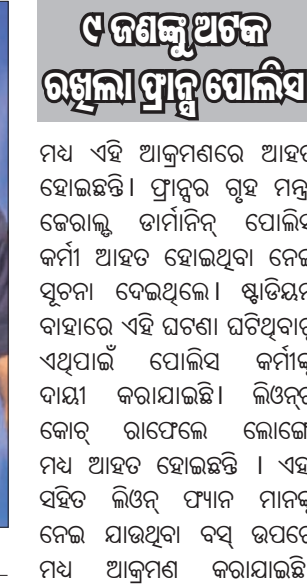 ୯ ଜଣଙ୍କୁ ଅଟକ
ରଖିଲା ଫ୍ରାନ୍ସ ପୋଲିସ
ମଧ୍ୟ ଏହି ଆକ୍ରମଣରେ ଆହତ
ହୋଇଛନ୍ତି। ଫ୍ରାନ୍ସର ଗୃହ ମନ୍ତ୍ରୀ
ଜେରାଲ୍ଡ ଡାର୍ମାନିନ୍ ପୋଲିସ
କର୍ମୀ ଆହତ ହୋଇଥିବା ନେଇ
ସୂଚନା ଦେଇଥିଲେ। ଷ୍ଟାଡିୟମ
ବାହାରେ ଏହି ଘଟଣା ଘଟିଥିବାରୁ
ଏଥିପାଇଁ ପୋଲିସ କର୍ମୀଙ୍କୁ
ଦାୟୀ କରାଯାଇଛି। ଲିଓନ୍‌ର
କୋଚ୍ ରାଫେଲେ ଲୋଙ୍ଗୋ
ମଧ୍ୟ ଆହତ ହୋଇଛନ୍ତି । ଏହା
ସହିତ ଲିଓନ୍ ଫ୍ୟାନ ମାନଙ୍କୁ
ନେଇ ଯାଉଥିବା ବସ୍ ଉପରେ
ମଧ୍ୟ ଆକ୍ରମଣ କରାଯାଇଛି